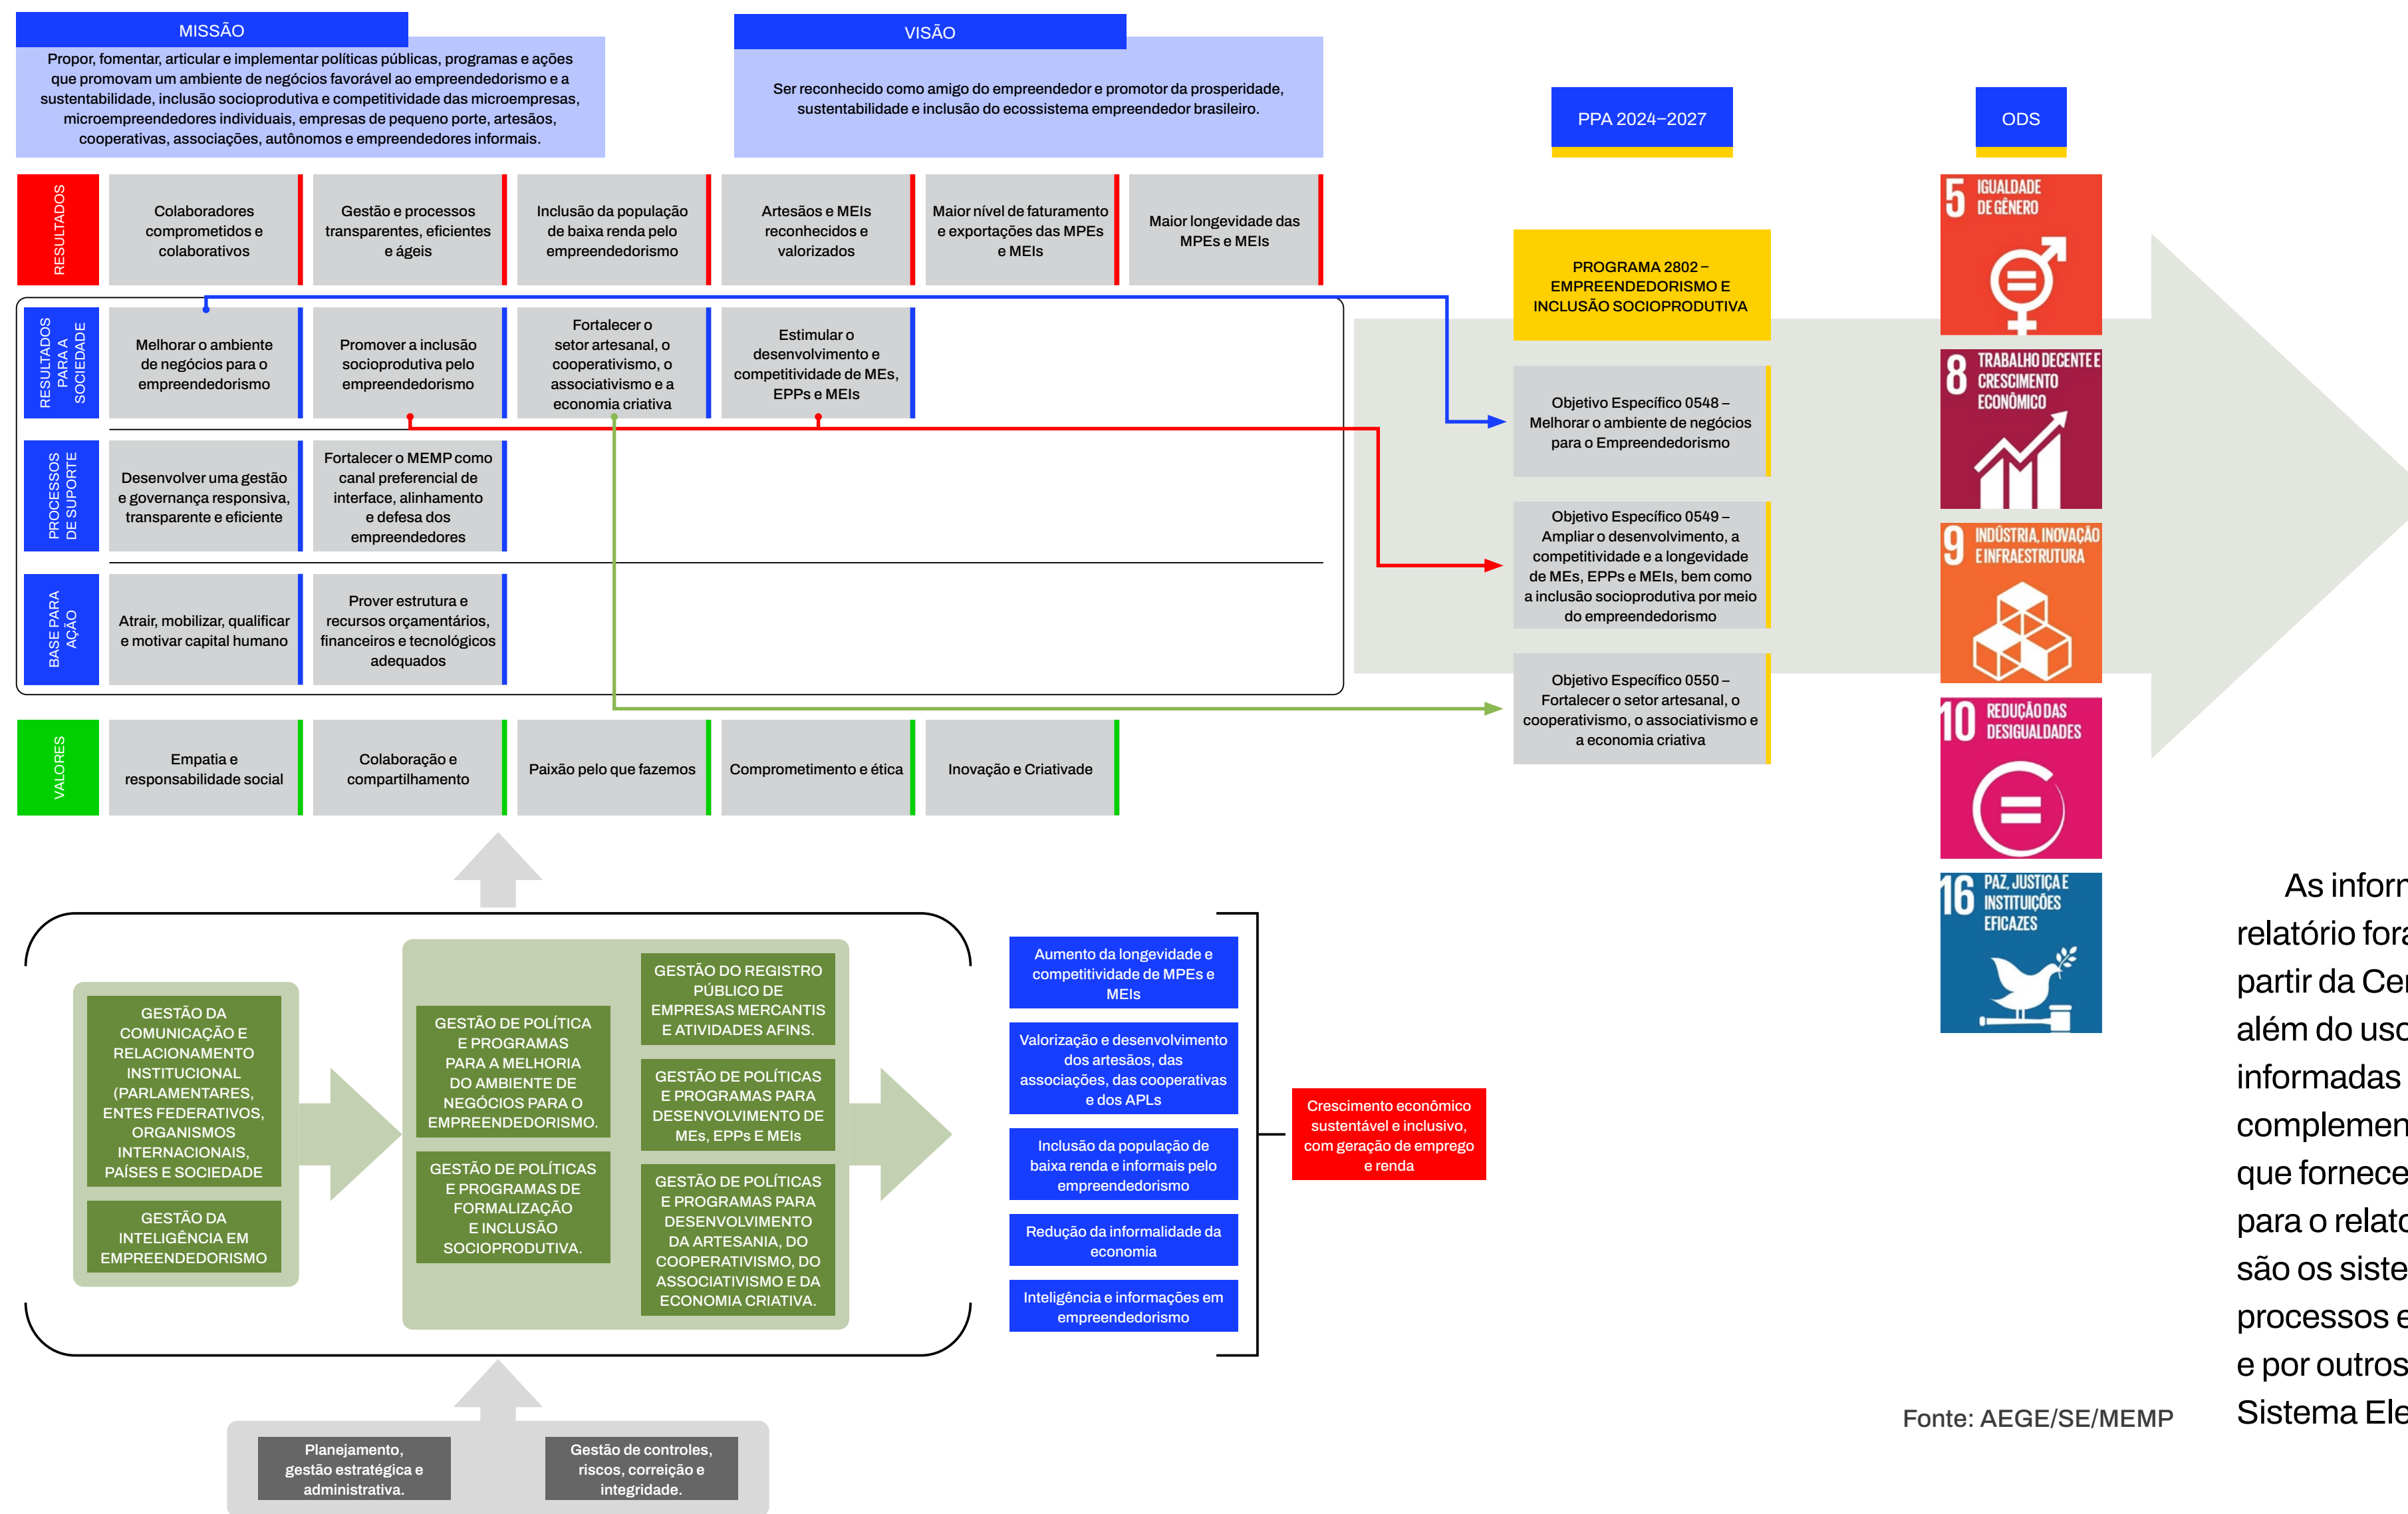 MISSÃO
Propor, fomentar, articular e implementar políticas públicas, programas e ações
que promovam um ambiente de negócios favorável ao empreendedorismo e a
sustentabilidade, inclusão socioprodutiva e competitividade das microempresas,
microempreendedores individuais, empresas de pequeno porte, artesãos,
cooperativas, associações, autônomos e empreendedores informais.
VISÃO
Ser reconhecido como amigo do empreendedor e promotor da prosperidade,
sustentabilidade e inclusão do ecossistema empreendedor brasileiro.
RESULTADOS
Colaboradores
comprometidos e
colaborativos
Gestão e processos
transparentes, eficientes
e ágeis
Inclusão da população
de baixa renda pelo
empreendedorismo
Artesãos e MEIs
reconhecidos e
valorizados
Maior nível de faturamento
e exportações das MPEs
e MEIs
Maior longevidade das
MPEs e MEIs
RESULTADOS
PARA A
SOCIEDADE
Melhorar o ambiente
de negócios para o
empreendedorismo
Promover a inclusão
socioprodutiva pelo
empreendedorismo
Fortalecer o
setor artesanal, o
cooperativismo, o
associativismo e a
economia criativa
Estimular o
desenvolvimento e
competitividade de MEs,
EPPs e MEIs
PROCESSOS
DE SUPORTE
Desenvolver uma gestão
e governança responsiva,
transparente e eficiente
Fortalecer o MEMP como
canal preferencial de
interface, alinhamento
e defesa dos
empreendedores
BASE PARA
AÇÃO
Atrair, mobilizar, qualificar
e motivar capital humano
Prover estrutura e
recursos orçamentários,
financeiros e tecnológicos
adequados
VALORES
Empatia e
responsabilidade social
Colaboração e
compartilhamento
Paixão pelo que fazemos
Comprometimento e ética
Inovação e Criativade
PPA 2024–2027
PROGRAMA 2802 –
EMPREENDEDORISMO E
INCLUSÃO SOCIOPRODUTIVA
Objetivo Específico 0548 –
Melhorar o ambiente de negócios
para o Empreendedorismo
Objetivo Específico 0549 –
Ampliar o desenvolvimento, a
competitividade e a longevidade
de MEs, EPPs e MEIs, bem como
a inclusão socioprodutiva por meio
do empreendedorismo
Objetivo Específico 0550 –
Fortalecer o setor artesanal, o
cooperativismo, o associativismo e
a economia criativa
ODS
5 IGUALDADE
DE GÊNERO
8 TRABALHO DECENTE E
CRESCIMENTO
ECONÔMICO
9 INDÚSTRIA, INOVAÇÃO
E INFRAESTRUTURA
10 REDUÇÃO DAS
DESIGUALDADES
16 PAZ, JUSTIÇA E
INSTITUIÇÕES
EFICAZES
GESTÃO DA
COMUNICAÇÃO E
RELACIONAMENTO
INSTITUCIONAL
(PARLAMENTARES,
ENTES FEDERATIVOS,
ORGANISMOS
INTERNACIONAIS,
PAÍSES E SOCIEDADE
GESTÃO DA
INTELIGÊNCIA EM
EMPREENDEDORISMO
GESTÃO DE POLÍTICA
E PROGRAMAS
PARA A MELHORIA
DO AMBIENTE DE
NEGÓCIOS PARA O
EMPREENDEDORISMO.
GESTÃO DE POLÍTICAS
E PROGRAMAS DE
FORMALIZAÇÃO
E INCLUSÃO
SOCIOPRODUTIVA.
GESTÃO DO REGISTRO
PÚBLICO DE
EMPRESAS MERCANTIS
E ATIVIDADES AFINS.
GESTÃO DE POLÍTICAS
E PROGRAMAS PARA
DESENVOLVIMENTO DE
MEs, EPPs E MEIs
GESTÃO DE POLÍTICAS
E PROGRAMAS PARA
DESENVOLVIMENTO
DA ARTESANIA, DO
COOPERATIVISMO, DO
ASSOCIATIVISMO E DA
ECONOMIA CRIATIVA.
Aumento da longevidade e
competitividade de MPEs e
MEIs
Valorização e desenvolvimento
dos artesãos, das
associações, das cooperativas
e dos APLs
Inclusão da população de
baixa renda e informais pelo
empreendedorismo
Redução da informalidade da
economia
Inteligência e informações em
empreendedorismo
Crescimento econômico
sustentável e inclusivo,
com geração de emprego
e renda
Planejamento,
gestão estratégica e
administrativa.
Gestão de controles,
riscos, correição e
integridade.
Fonte: AEGE/SE/MEMP
As
relatório
partir da
além do
informadas
que
para o
são os
processos
e por outros
Sistema